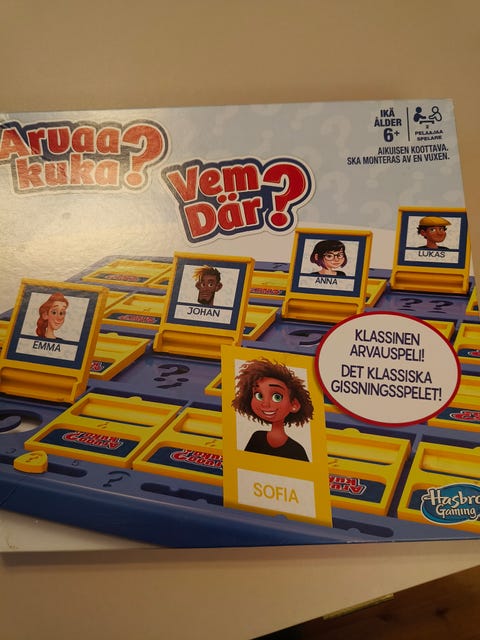 Arvaa
kuka?
Vem
Där?
IKÄ
ÅLDER
6+
2
PELAAJAA
SPELARE
AIKUISEN KOOTTAVA.
SKA MONTERAS AV EN VUXEN.
LUKAS
ANNA
JOHAN
EMMA
KLASSINEN
ARVAUSPELI!
DET KLASSISKA
GISSNINGSSPELET!
SOFIA
Hasbro
Gaming